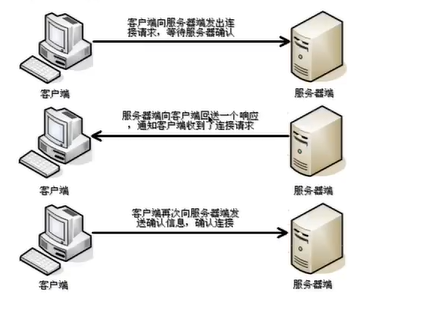 客户端向服务器端发出连
接请求，等待服务器确认
客户端
服务器端
服务器端向客户端回送一个响应
，通知客户端收到了连接请求
客户端
服务器端
客户端再次向服务器端发
送确认信息，确认连接
客户端
服务器端